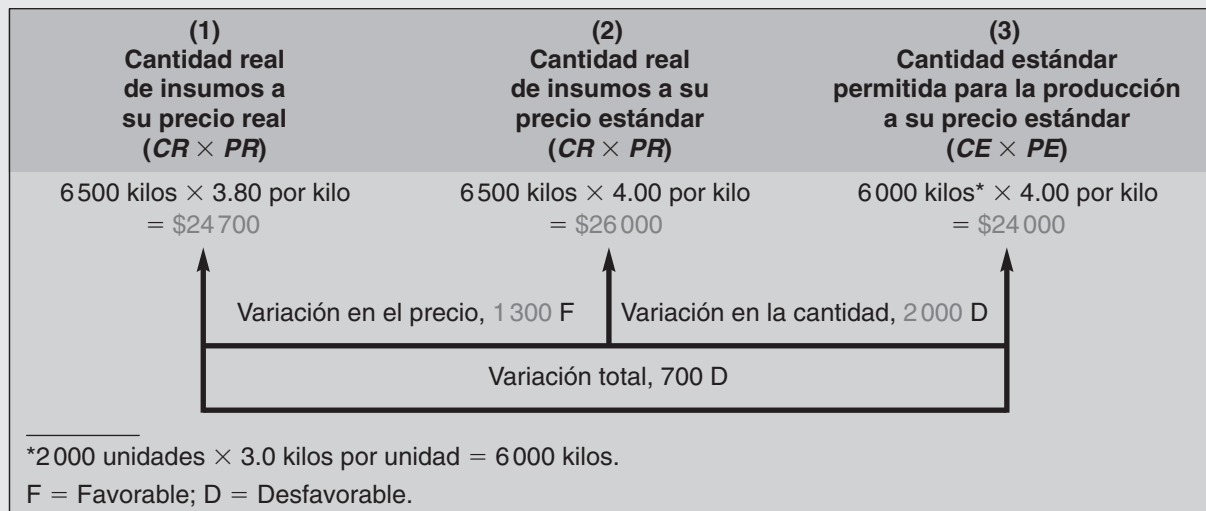 (1)
Cantidad real
de insumos a
su precio real
(CR × PR)
(2)
Cantidad real
de insumos a su
precio estándar
(CR × PR)
(3)
Cantidad estándar
permitida para la producción
a su precio estándar
(CE × PE)
6 500 kilos × 3.80 por kilo
= $24 700
6 500 kilos × 4.00 por kilo
= $26 000
6 000 kilos* × 4.00 por kilo
= $24 000
Variación en el precio, 1 300 F
Variación en la cantidad, 2 000 D
Variación total, 700 D
*2 000 unidades × 3.0 kilos por unidad = 6 000 kilos.
F = Favorable; D = Desfavorable.